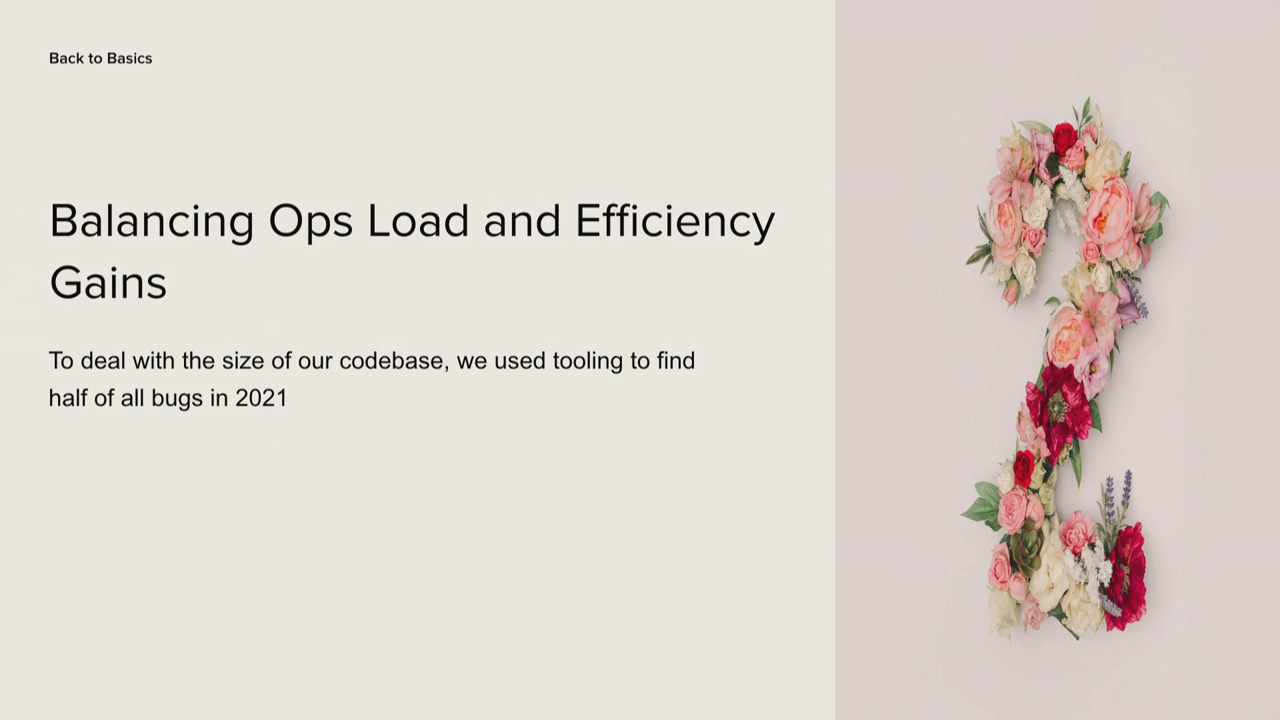 Back to Basics
Balancing Ops Load and Efficiency
Gains
To deal with the size of our codebase, we used tooling to find
half of all bugs in 2021
2